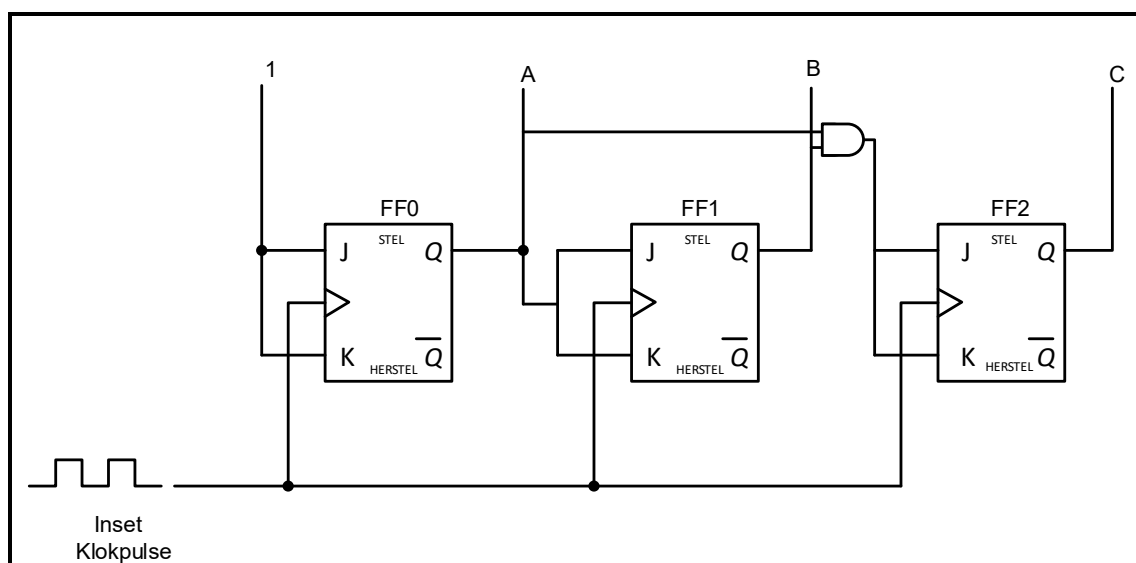 1 A B C
FF0 FF1 FF2
STEL STEL STEL
J Q J Q J Q
K Q K Q K Q
HERSTEL HERSTEL HERSTEL
Inset
Klokpulse